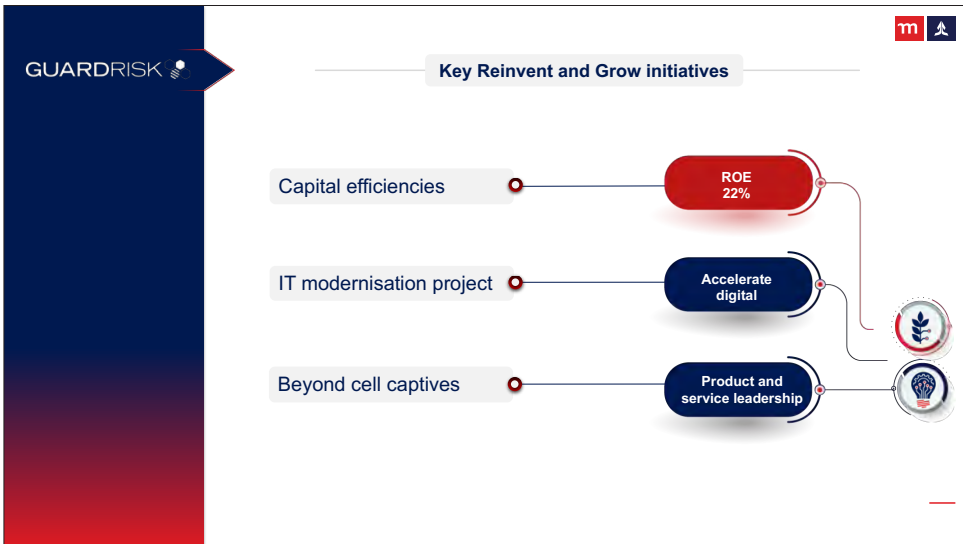 GUARDRISK
m
Key Reinvent and Grow initiatives
Capital efficiencies
ROE
22%
IT modernisation project
Accelerate
digital
Beyond cell captives
Product and
service leadership